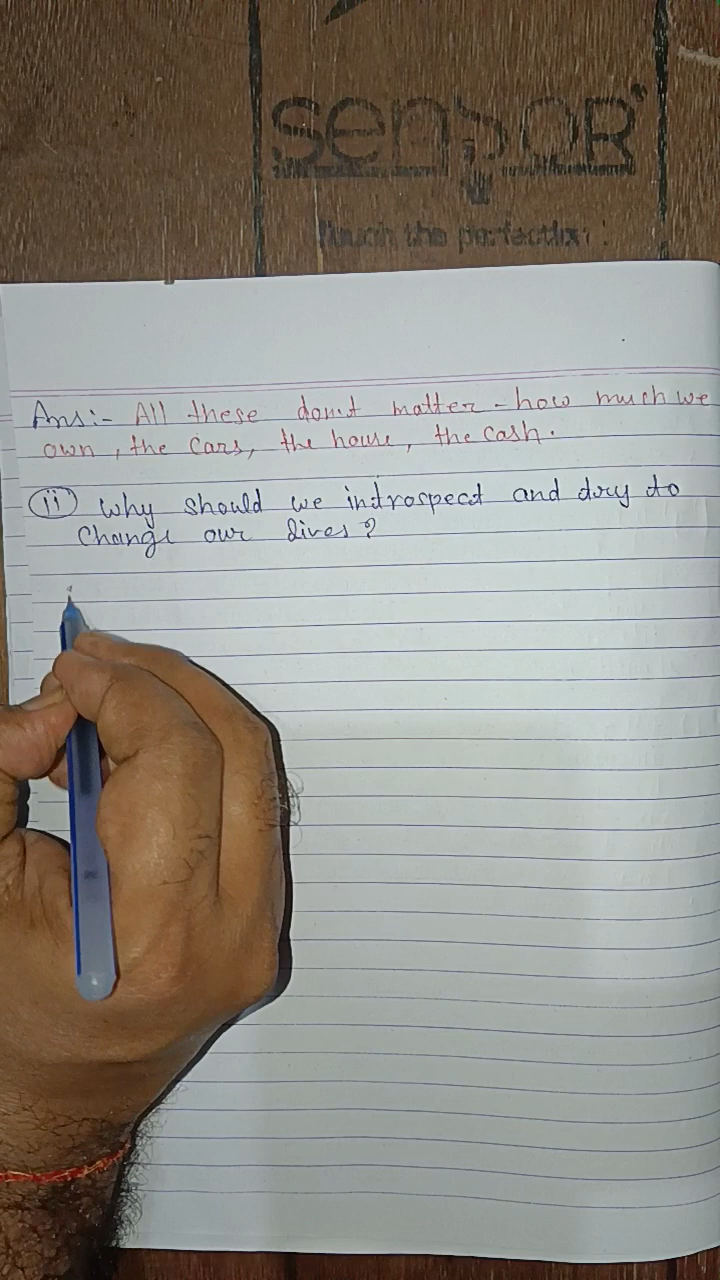 senSOR
Touch the perfection
Ans:- All these don't matter - how much we
own, the cars, the house, the cash.
(ii) Why should we introspect and try to
change our lives?